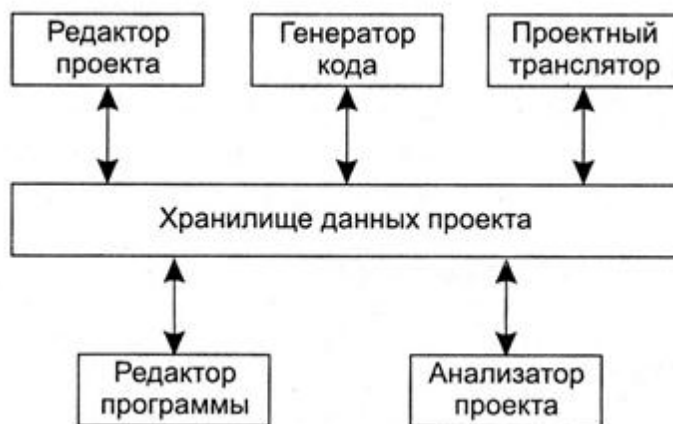 Редактор
проекта
Генератор
кода
Проектный
транслятор
Хранилище данных проекта
Редактор
программы
Анализатор
проекта